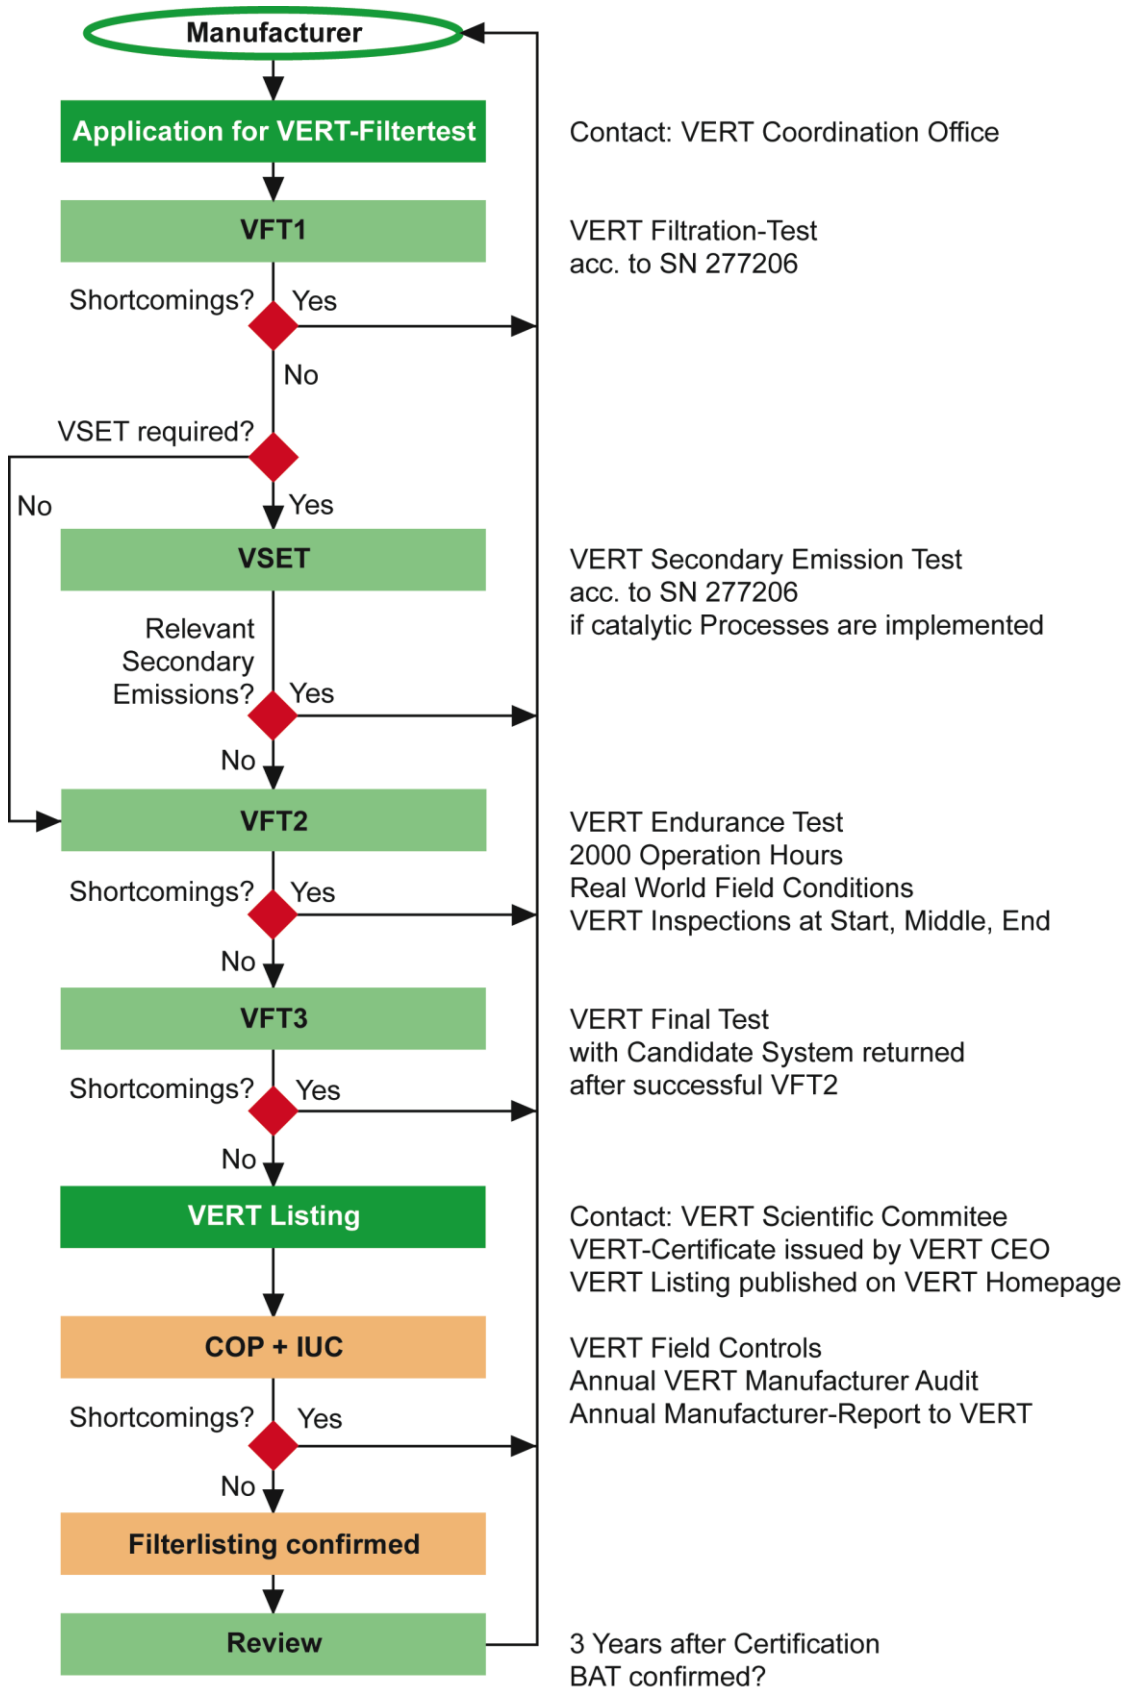 Manufacturer
Application for VERT-Filtertest
Contact: VERT Coordination Office
VFT1
VERT Filtration-Test
acc. to SN 277206
Shortcomings?
Yes
No
VSET required?
No
Yes
VSET
VERT Secondary Emission Test
acc. to SN 277206
if catalytic Processes are implemented
Relevant
Secondary
Emissions?
Yes
No
VFT2
VERT Endurance Test
2000 Operation Hours
Real World Field Conditions
VERT Inspections at Start, Middle, End
Shortcomings?
Yes
No
VFT3
VERT Final Test
with Candidate System returned
after successful VFT2
Shortcomings?
Yes
No
VERT Listing
Contact: VERT Scientific Commitee
VERT-Certificate issued by VERT CEO
VERT Listing published on VERT Homepage
COP + IUC
VERT Field Controls
Annual VERT Manufacturer Audit
Annual Manufacturer-Report to VERT
Shortcomings?
Yes
No
Filterlisting confirmed
Review
3 Years after Certification
BAT confirmed?